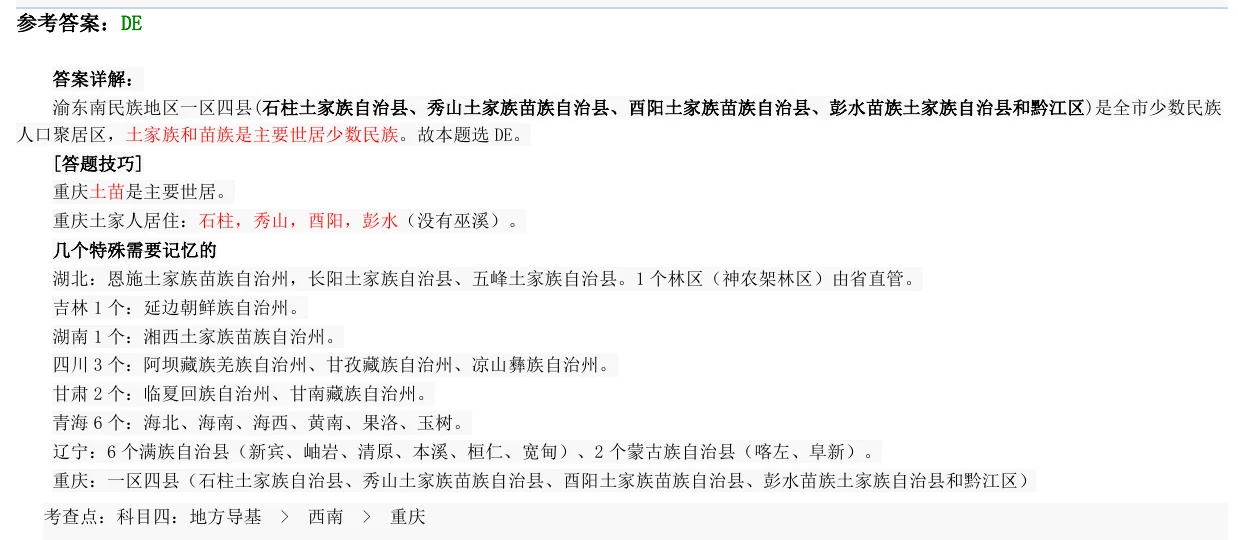 参考答案：DE
答案详解：
渝东南民族地区一区四县(石柱土家族自治县、秀山土家族苗族自治县、酉阳土家族苗族自治县、彭水苗族土家族自治县和黔江区)是全市少数民族
人口聚居区，土家族和苗族是主要世居少数民族。故本题选 DE。
[答题技巧]
重庆土苗是主要世居。
重庆土家人居住：石柱，秀山，酉阳，彭水（没有巫溪）。
几个特殊需要记忆的
湖北：恩施土家族苗族自治州，长阳土家族自治县、五峰土家族自治县。1 个林区（神农架林区）由省直管。
吉林 1 个：延边朝鲜族自治州。
湖南 1 个：湘西土家族苗族自治州。
四川 3 个：阿坝藏族羌族自治州、甘孜藏族自治州、凉山彝族自治州。
甘肃 2 个：临夏回族自治州、甘南藏族自治州。
青海 6 个：海北、海南、海西、黄南、果洛、玉树。
辽宁：6 个满族自治县（新宾、岫岩、清原、本溪、桓仁、宽甸）、2 个蒙古族自治县（喀左、阜新）。
重庆：一区四县（石柱土家族自治县、秀山土家族苗族自治县、酉阳土家族苗族自治县、彭水苗族土家族自治县和黔江区）
考查点：科目四：地方导基 > 西南 > 重庆